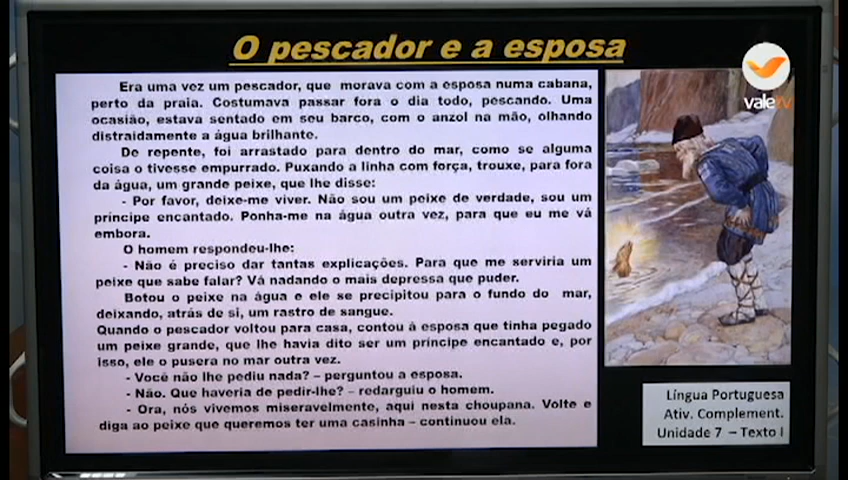 O pescador e a esposa
vale tv
Era uma vez um pescador, que morava com a esposa numa cabana,
perto da praia. Costumava passar fora o dia todo, pescando. Uma
ocasião, estava sentado em seu barco, com o anzol na mão, olhando
distraidamente a água brilhante.
De repente, foi arrastado para dentro do mar, como se alguma
coisa o tivesse empurrado. Puxando a linha com força, trouxe, para fora
da água, um grande peixe, que lhe disse:
- Por favor, deixe-me viver. Não sou um peixe de verdade, sou um
príncipe encantado. Ponha-me na água outra vez, para que eu me vá
embora.
O homem respondeu-lhe:
- Não é preciso dar tantas explicações. Para que me serviria um
peixe que sabe falar? Vá nadando o mais depressa que puder.
Botou o peixe na água e ele se precipitou para o fundo do mar,
deixando, atrás de si, um rastro de sangue.
Quando o pescador voltou para casa, contou à esposa que tinha pegado
um peixe grande, que lhe havia dito ser um príncipe encantado e, por
isso, ele o pusera no mar outra vez.
- Você não lhe pediu nada? – perguntou a esposa.
- Não. Que haveria de pedir-lhe? – redarguiu o homem.
- Ora, nós vivemos miseravelmente, aqui nesta choupana. Volte e
diga ao peixe que queremos ter uma casinha – continuou ela.
Língua Portuguesa
Ativ. Complement.
Unidade 7 – Texto I